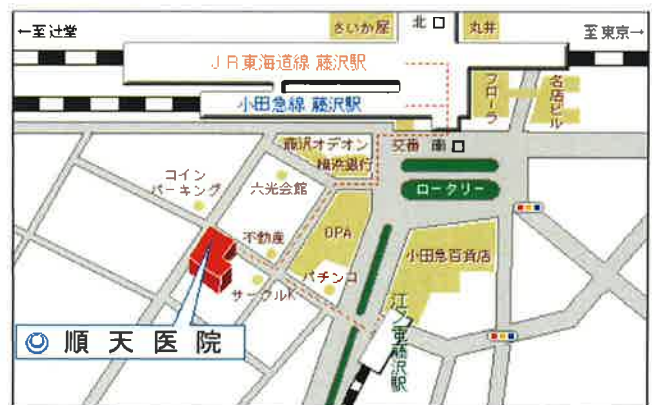 ←至辻堂
さいか屋
北口
丸井
至東京→
JR東海道線 藤沢駅
小田急線 藤沢駅
フローラ
名店ビル
藤沢オデオン
横浜銀行
交番
南口
コイン
パーキング
六光会館
ロータリー
不動産
OPA
小田急百貨店
サークルK
パチンコ
江ノ電藤沢駅
順天医院